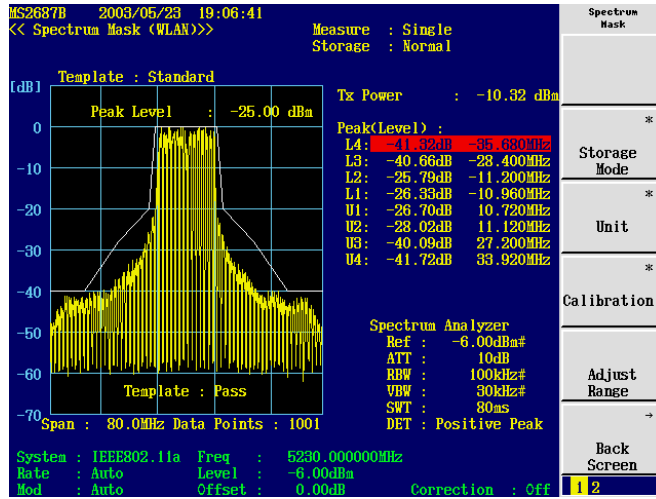 MS2687B 2003/05/23 19:06:41
<< Spectrum Mask (WLAN)>>
Measure : Single
Storage : Normal
Template : Standard
[dB]
Peak Level : -25.00 dBm
0
-10
-20
-30
-40
-50
-60
-70
Template : Pass
Span : 80.0MHz Data Points : 1001
Tx Power : -10.32 dBm
Peak(Level) :
L4: -41.32dB -35.680MHz
L3: -40.66dB -28.400MHz
L2: -25.79dB -11.200MHz
L1: -26.33dB -10.960MHz
U1: -26.70dB 10.720MHz
U2: -28.02dB 11.120MHz
U3: -40.09dB 27.200MHz
U4: -41.72dB 33.920MHz
Spectrum Analyzer
Ref : -6.00dBm#
ATT : 10dB
RBW : 100kHz#
VBW : 30kHz#
SWT : 80ms
DET : Positive Peak
System : IEEE802.11a Freq : 5230.000000MHz
Rate : Auto Level : -6.00dBm
Mod : Auto Offset : 0.00dB Correction : Off
Spectrum
Mask
*
Storage
Mode
*
Unit
*
Calibration
Adjust
Range
→
Back
Screen
1 2